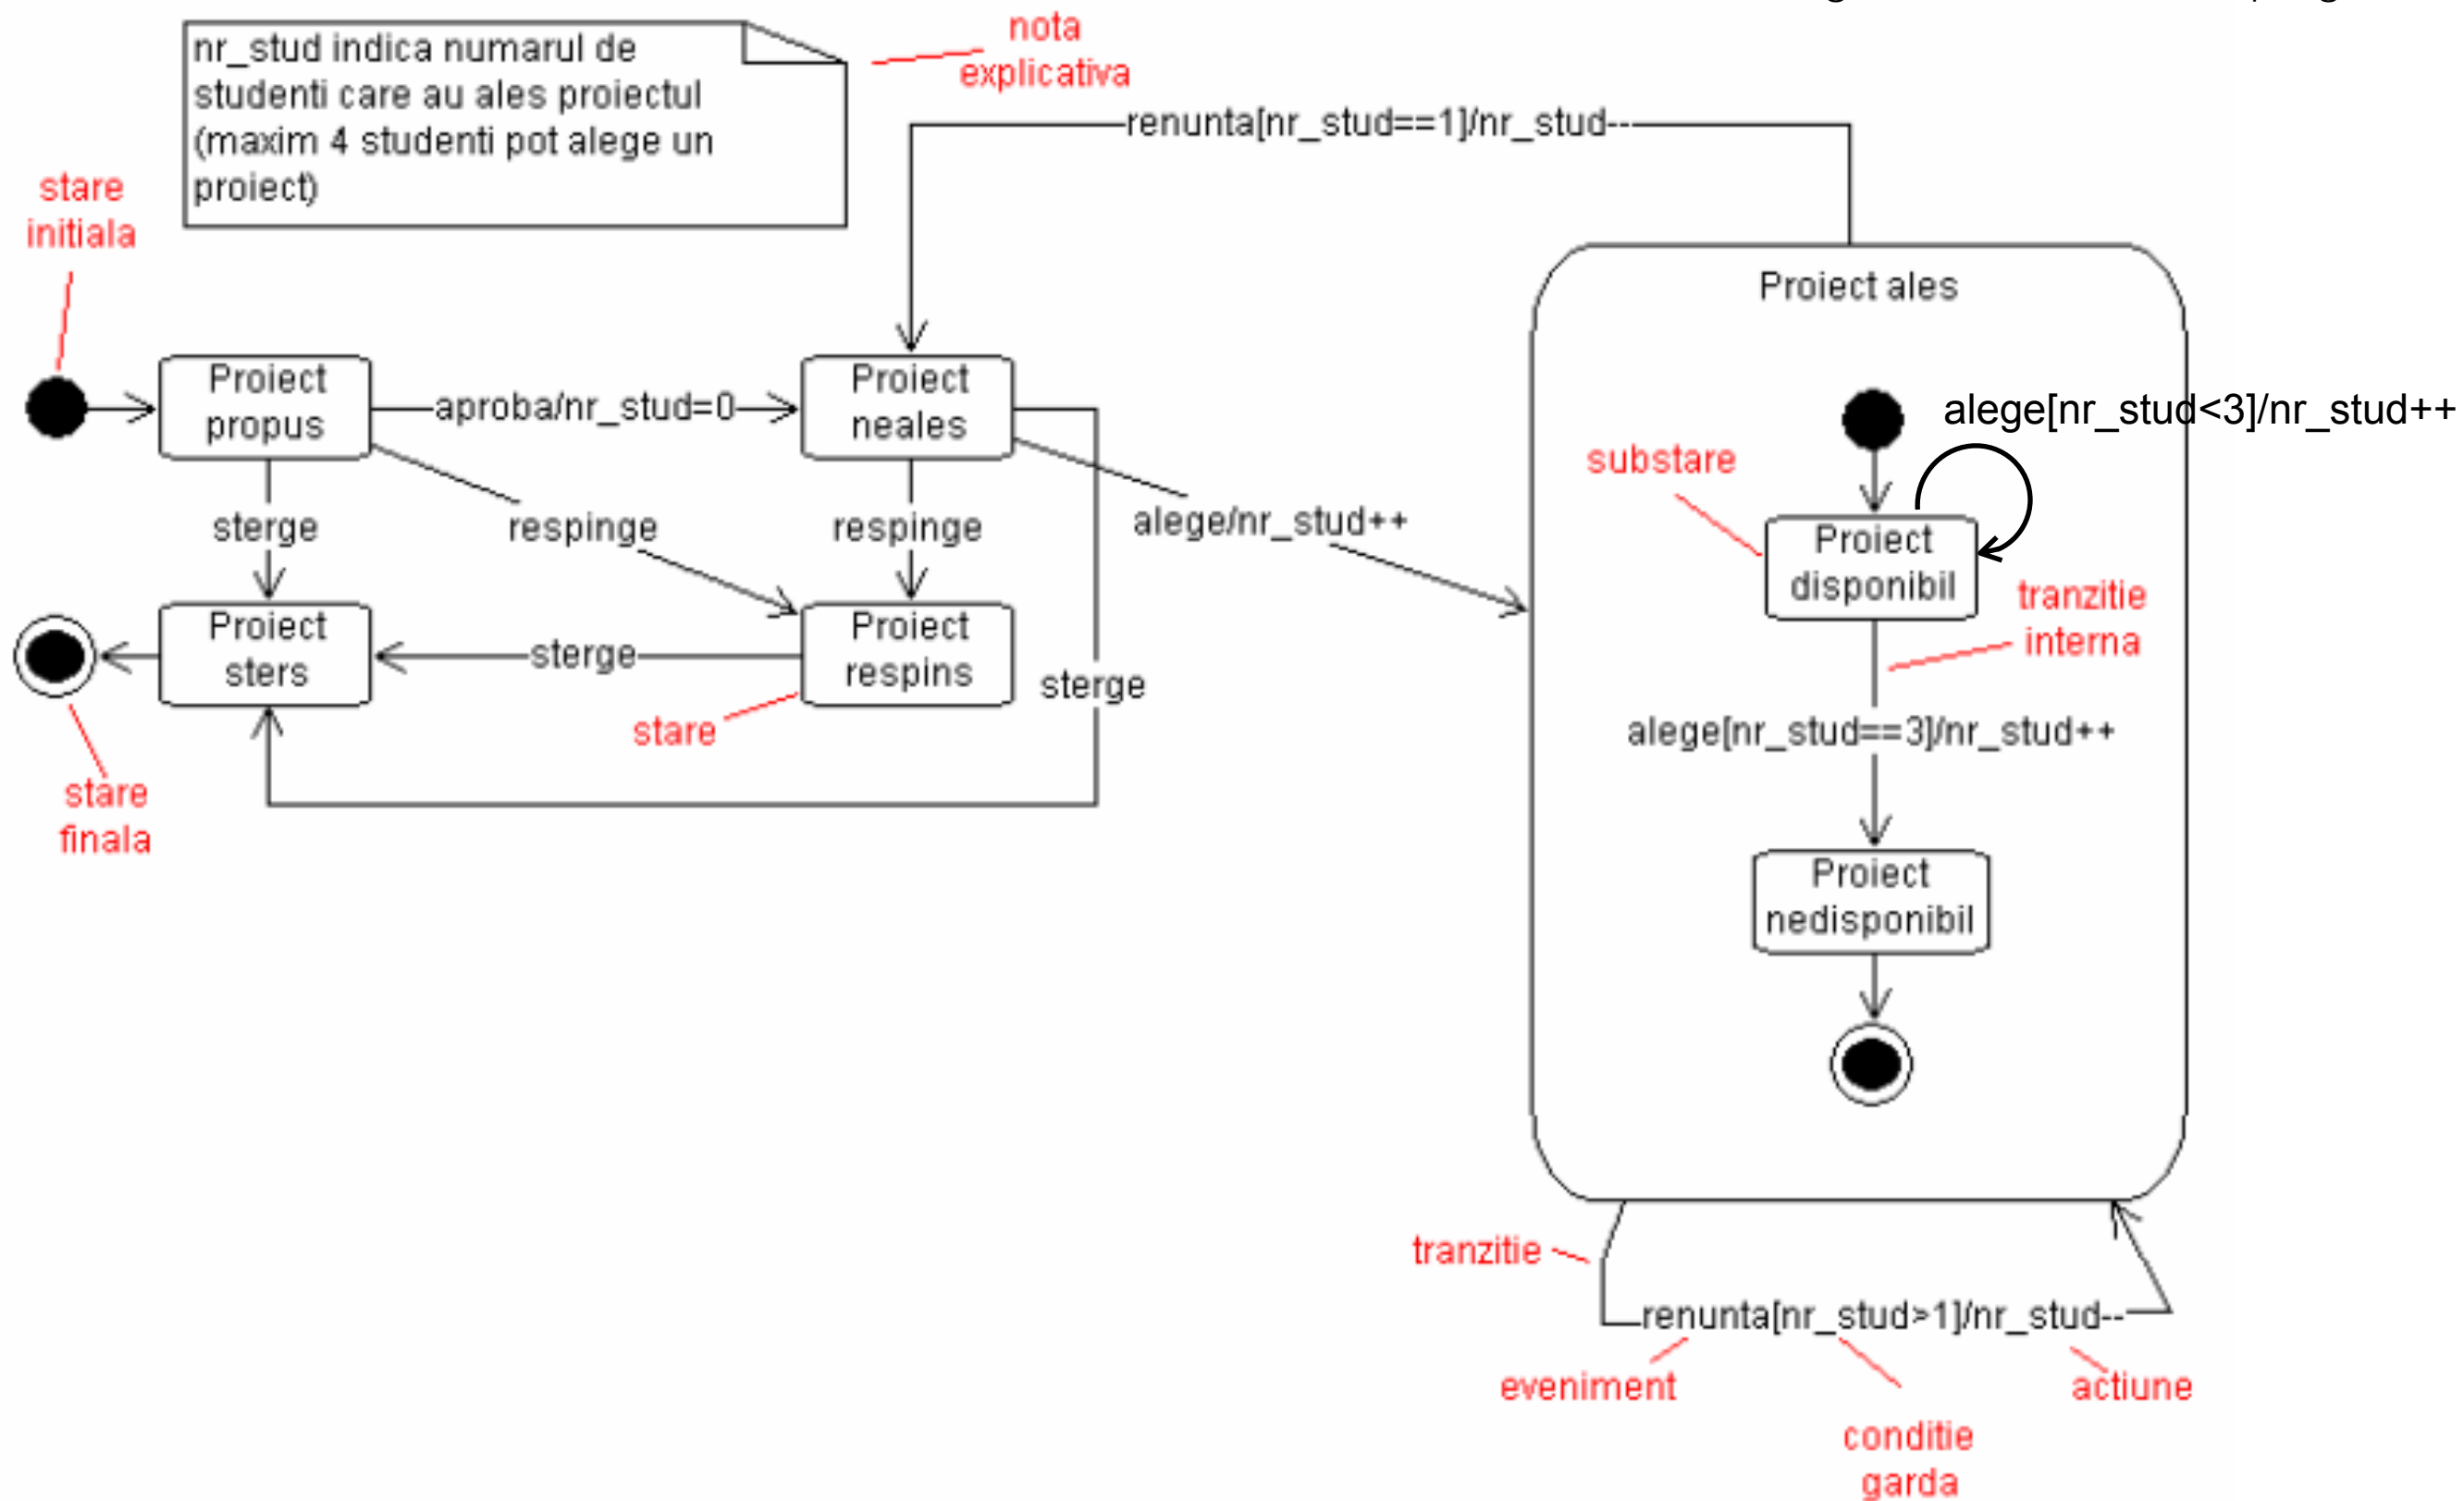 nr_stud indica numarul de
studenti care au ales proiectul
(maxim 4 studenti pot alege un
proiect)
nota
explicativa
renunta[nr_stud==1]/nr_stud--
stare
initiala
Proiect ales
Proiect
propus
aproba/nr_stud=0
Proiect
neales
alege[nr_stud<3]/nr_stud++
substare
sterge
respinge
respinge
alege/nr_stud++
Proiect
disponibil
tranzitie
interna
Proiect
sters
sterge
Proiect
respins
sterge
stare
alege[nr_stud==3]/nr_stud++
stare
finala
Proiect
nedisponibil
tranzitie
renunta[nr_stud>1]/nr_stud--
eveniment
actiune
conditie
garda